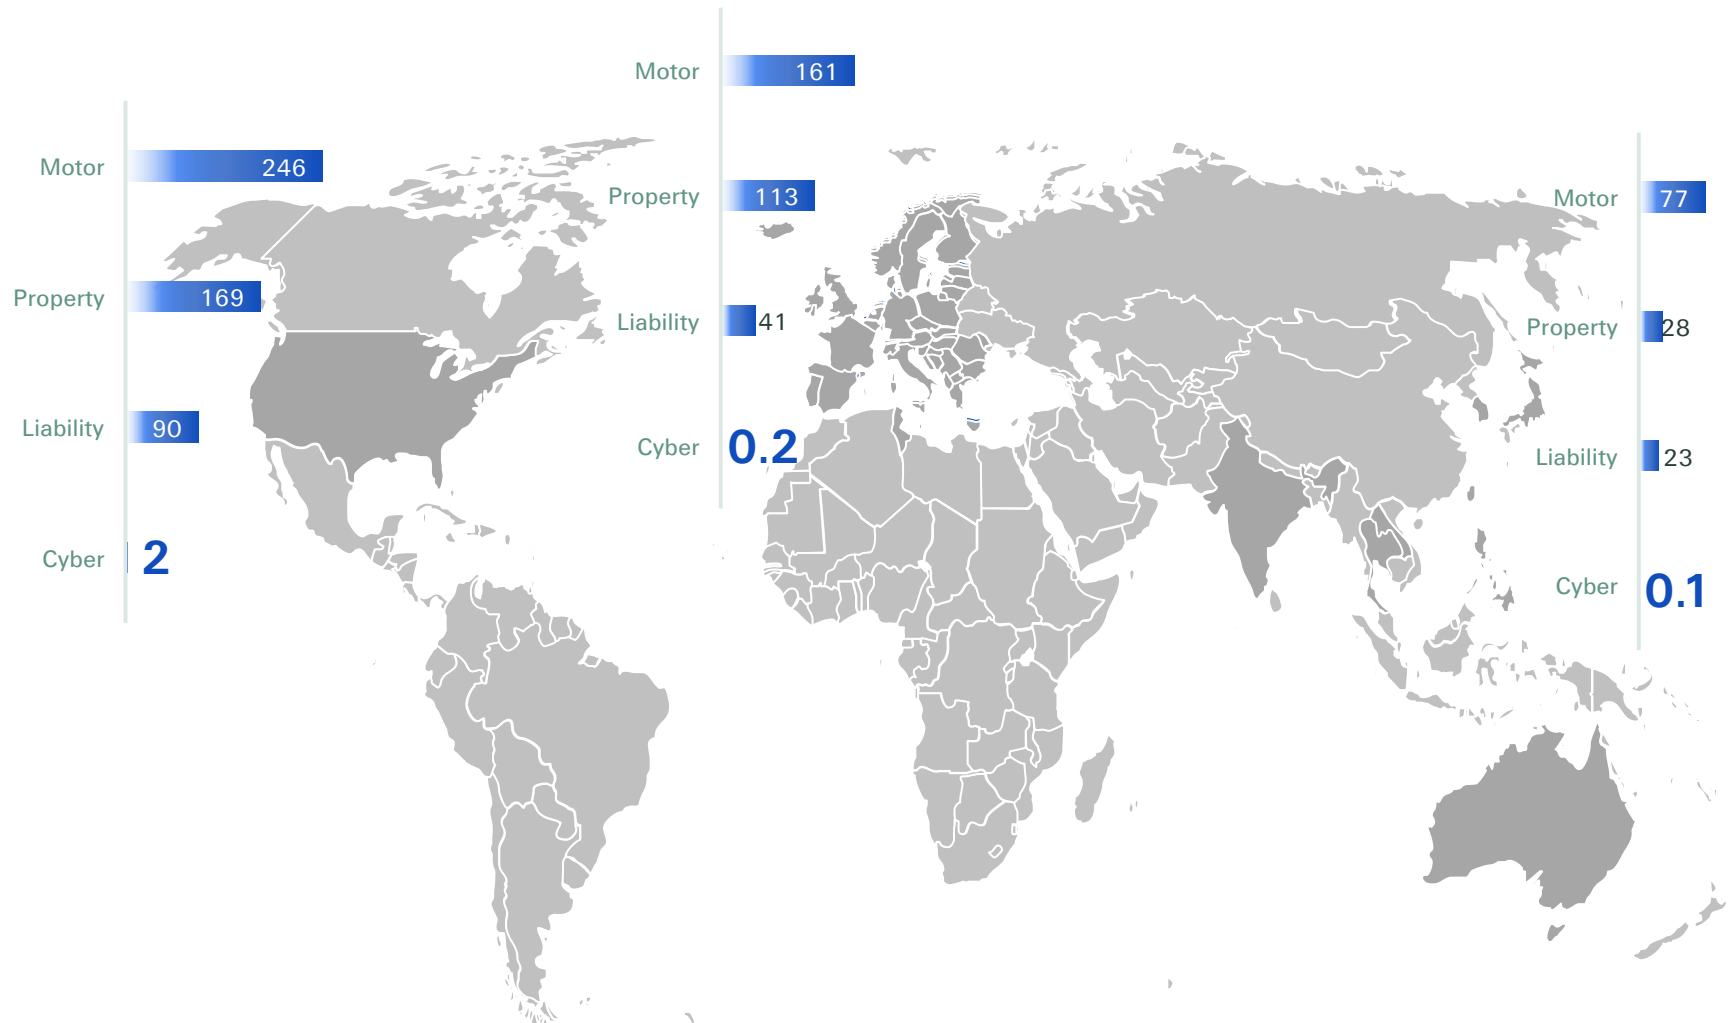 Motor 246
Property 169
Liability 90
Cyber 2
Motor 161
Property 113
Liability 41
Cyber 0.2
Motor 77
Property 28
Liability 23
Cyber 0.1